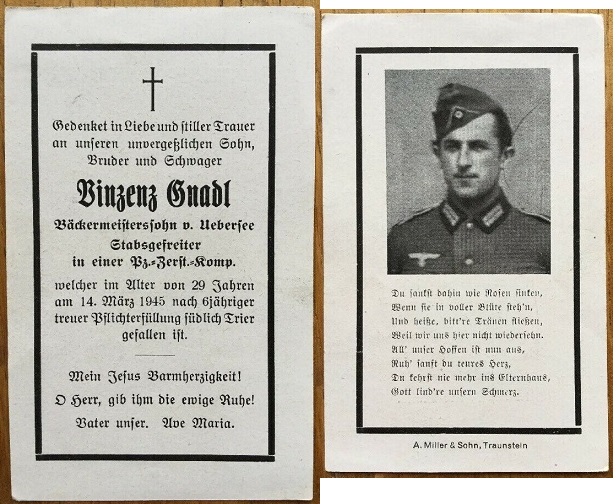 Gedenket in Liebe und stiller Trauer
an unseren unvergeßlichen Sohn,
Bruder und Schwager
Vinzenz Gnadl
Bäckermeisterssohn v. Uebersee
Stabsgefreiter
in einer Pz.-Zerst.-Komp.
welcher im Alter von 29 Jahren
am 14. März 1945 nach 6jähriger
treuer Pflichterfüllung südlich Trier
gefallen ist.
Mein Jesus Barmherzigkeit!
O Herr, gib ihm die ewige Ruhe!
Vater unser. Ave Maria.
Du sankst dahin wie Rosen sinken,
Wenn sie in voller Blüte steh'n,
Und heiße, bitt're Tränen fließen,
Weil wir uns hier nicht wiedersehn.
All' unser Hoffen ist nun aus,
Ruh' sanft du teures Herz,
Du kehrst nie mehr ins Elternhaus,
Gott lind're unsern Schmerz.
A. Miller & Sohn, Traunstein